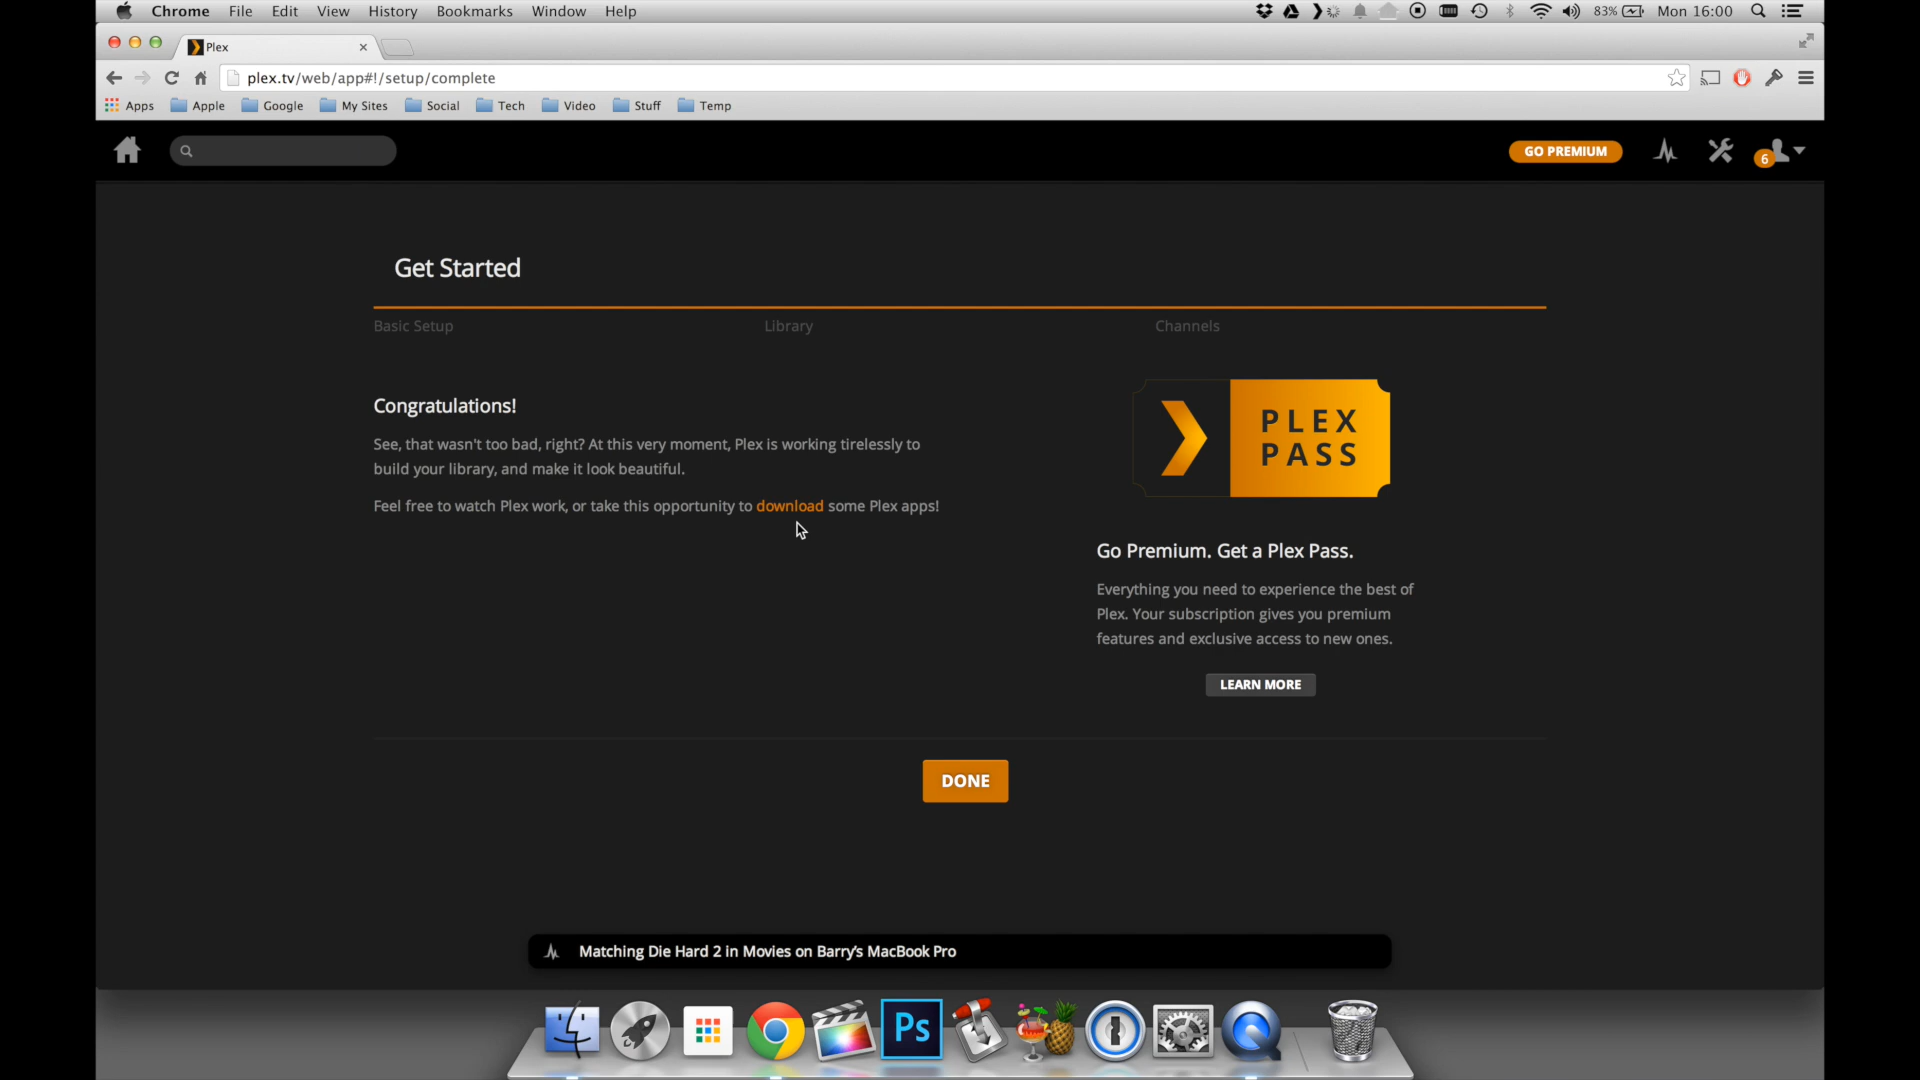 Chrome File Edit View History Bookmarks Window Help 83% Mon 16:00
Plex
plex.tv/web/app#!/setup/complete
Apps Apple Google My Sites Social Tech Video Stuff Temp
GO PREMIUM 6
Get Started
Basic Setup Library Channels
Congratulations!
See, that wasn't too bad, right? At this very moment, Plex is working tirelessly to
build your library, and make it look beautiful.
Feel free to watch Plex work, or take this opportunity to download some Plex apps!
PLEX
PASS
Go Premium. Get a Plex Pass.
Everything you need to experience the best of
Plex. Your subscription gives you premium
features and exclusive access to new ones.
LEARN MORE
DONE
Matching Die Hard 2 in Movies on Barry's MacBook Pro
Ps